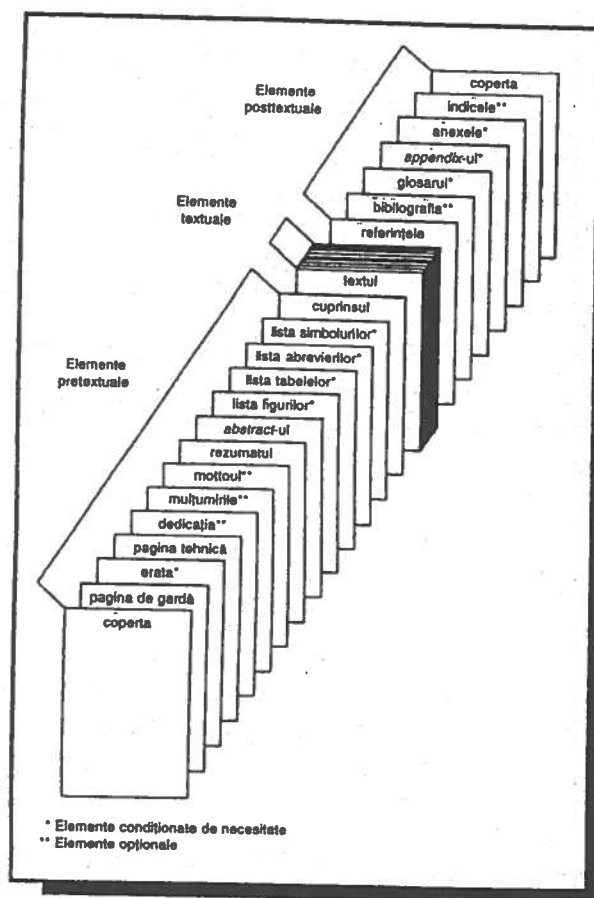 Elemente
posttextuale
coperta
indicele**
anexele*
appendix-ul*
glosarul*
bibliografia**
referințele
Elemente
textuale
textul
Elemente
pretextuale
cuprinsul
lista simbolurilor*
lista abrevierilor*
lista tabelelor*
lista figurilor*
abstract-ul
rezumatul
mottoul**
mulțumirile**
dedicația**
pagina tehnică
erata*
pagina de gardă
coperta
* Elemente condiționate de necesitate
** Elemente opționale